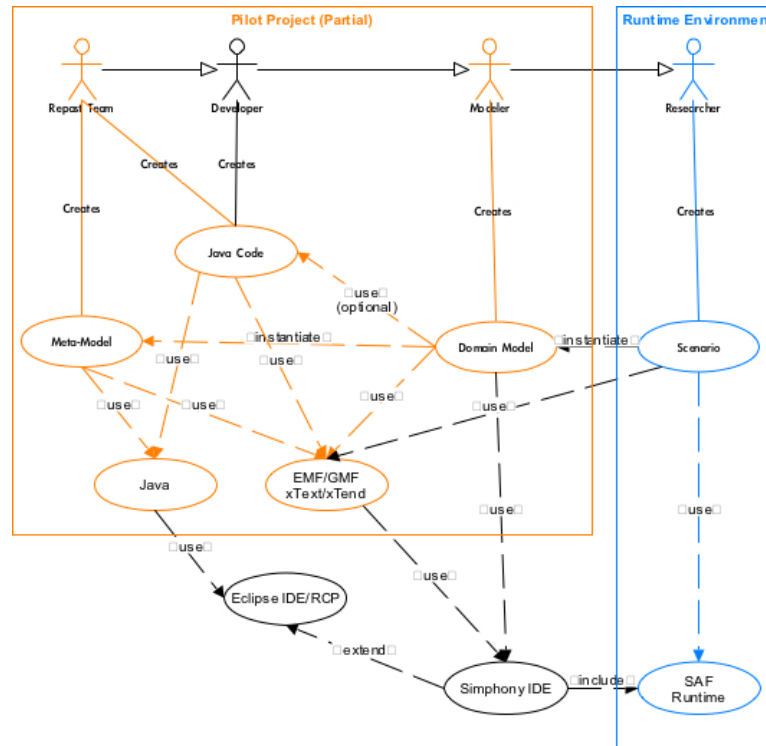 Pilot Project (Partial)
Runtime Environmen
Repast Team
Developer
Modeler
Researcher
Creates
Creates
Creates
Creates
Creates
Java Code
use
(optional)
Meta-Model
instantiate
Domain Model
instantiate
Scenario
use
use
use
use
use
use
Java
EMF/GMF
xText/xTend
use
use
use
use
Eclipse IDE/RCP
extend
Simphony IDE
include
SAF
Runtime